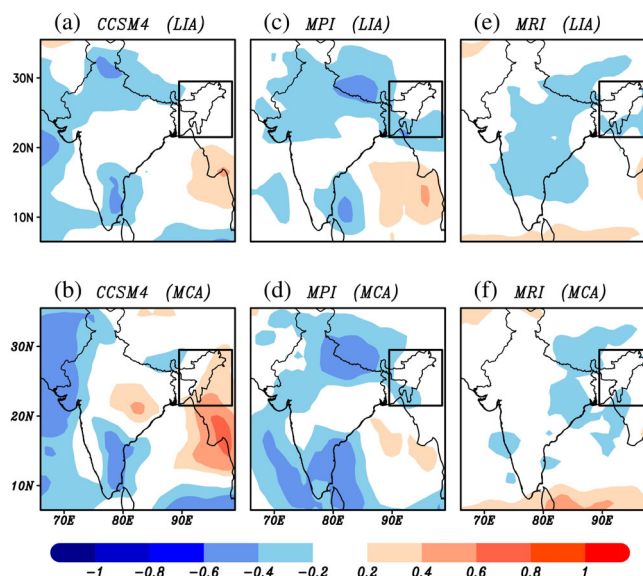 (a) CCSM4 (LIA) (c) MPI (LIA) (e) MRI (LIA)
30N
20N
10N
(b) CCSM4 (MCA) (d) MPI (MCA) (f) MRI (MCA)
30N
20N
10N
70E 80E 90E 70E 80E 90E 70E 80E 90E
-1 -0.8 -0.6 -0.4 -0.2 0.2 0.4 0.6 0.8 1